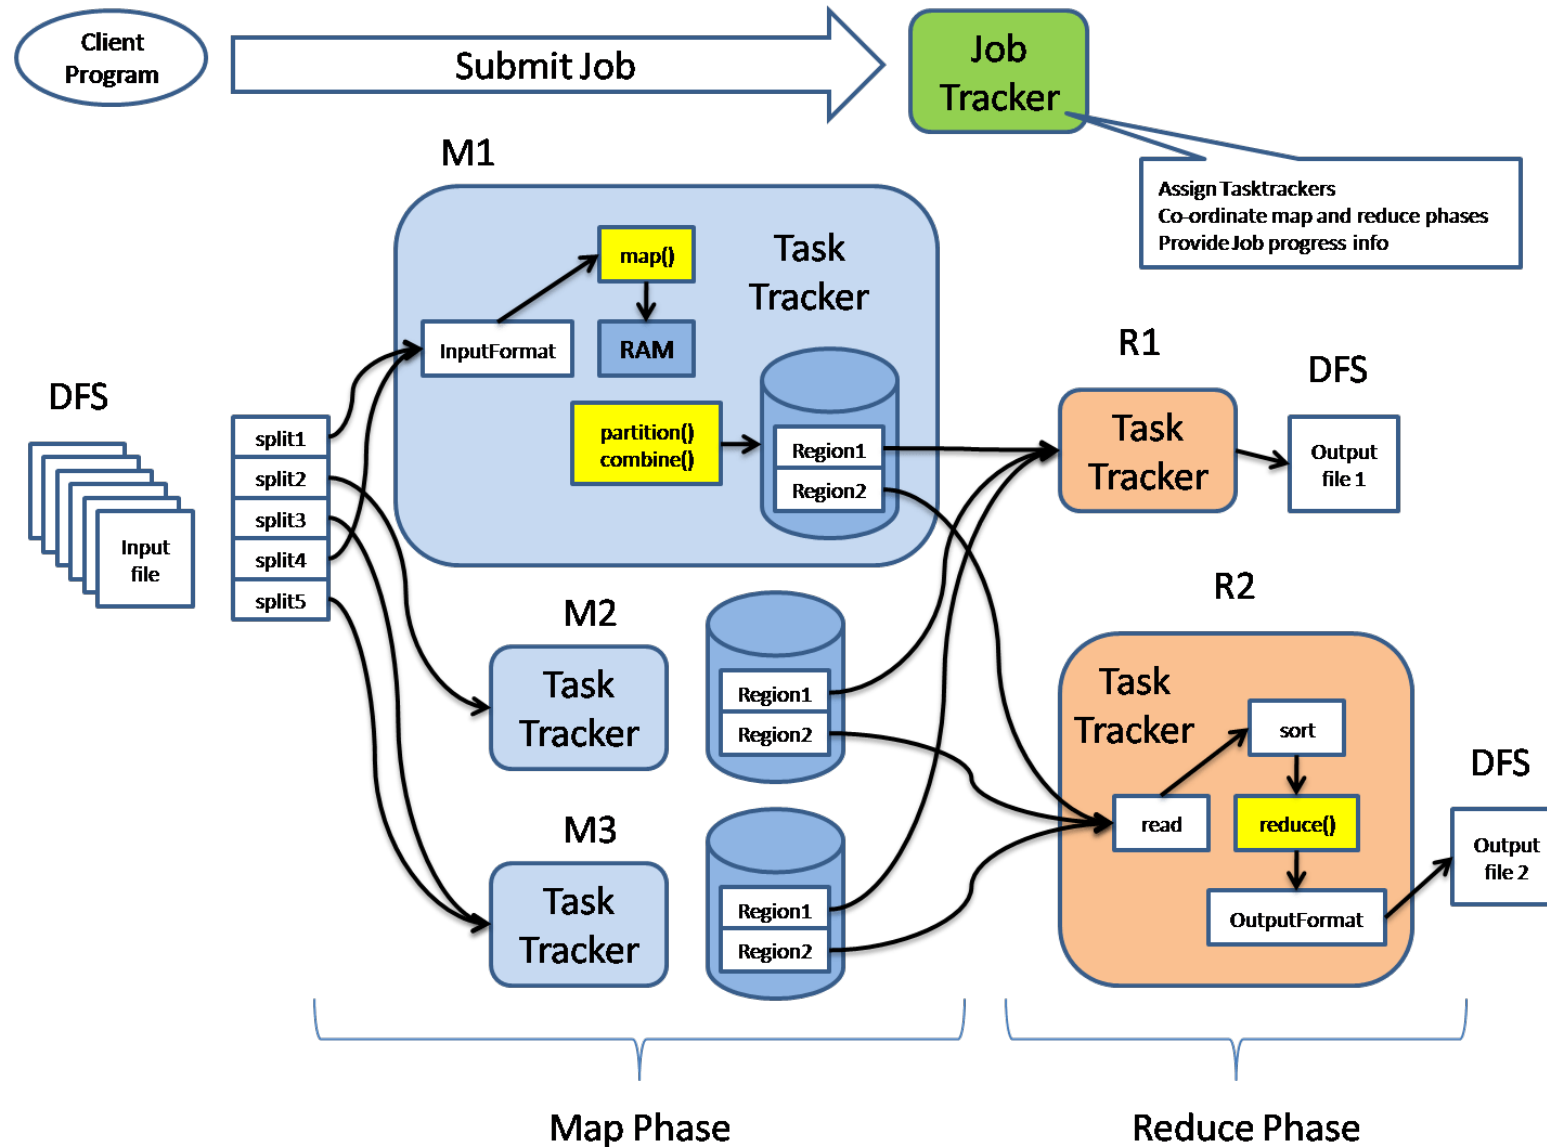 Client
Program
Submit Job
Job
Tracker
Assign Tasktrackers
Co-ordinate map and reduce phases
Provide Job progress info
M1
Task
Tracker
map()
InputFormat
RAM
partition()
combine()
Region1
Region2
DFS
Input
file
split1
split2
split3
split4
split5
M2
Task
Tracker
Region1
Region2
M3
Task
Tracker
Region1
Region2
R1
Task
Tracker
DFS
Output
file 1
R2
Task
Tracker
sort
read
reduce()
OutputFormat
DFS
Output
file 2
Map Phase
Reduce Phase